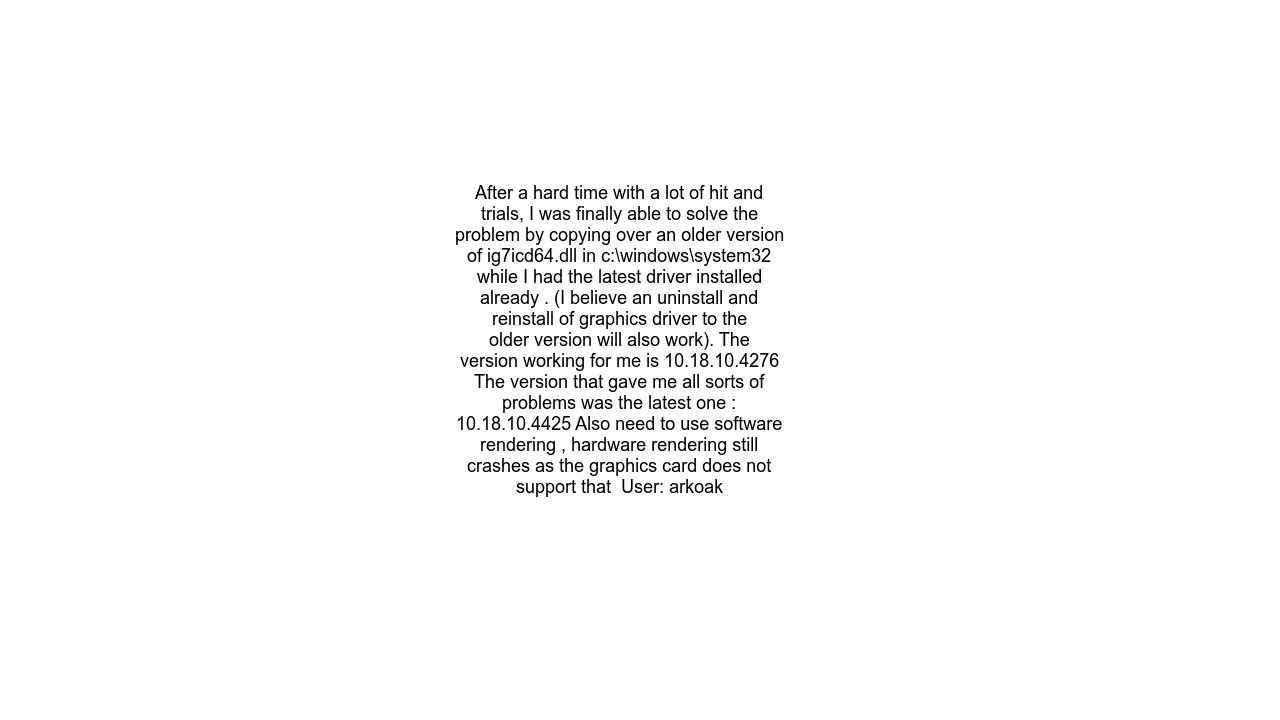 After a hard time with a lot of hit and
trials, I was finally able to solve the
problem by copying over an older version
of ig7icd64.dll in c:\windows\system32
while I had the latest driver installed
already . (I believe an uninstall and
reinstall of graphics driver to the
older version will also work). The
version working for me is 10.18.10.4276
The version that gave me all sorts of
problems was the latest one :
10.18.10.4425 Also need to use software
rendering , hardware rendering still
crashes as the graphics card does not
support that  User: arkoak